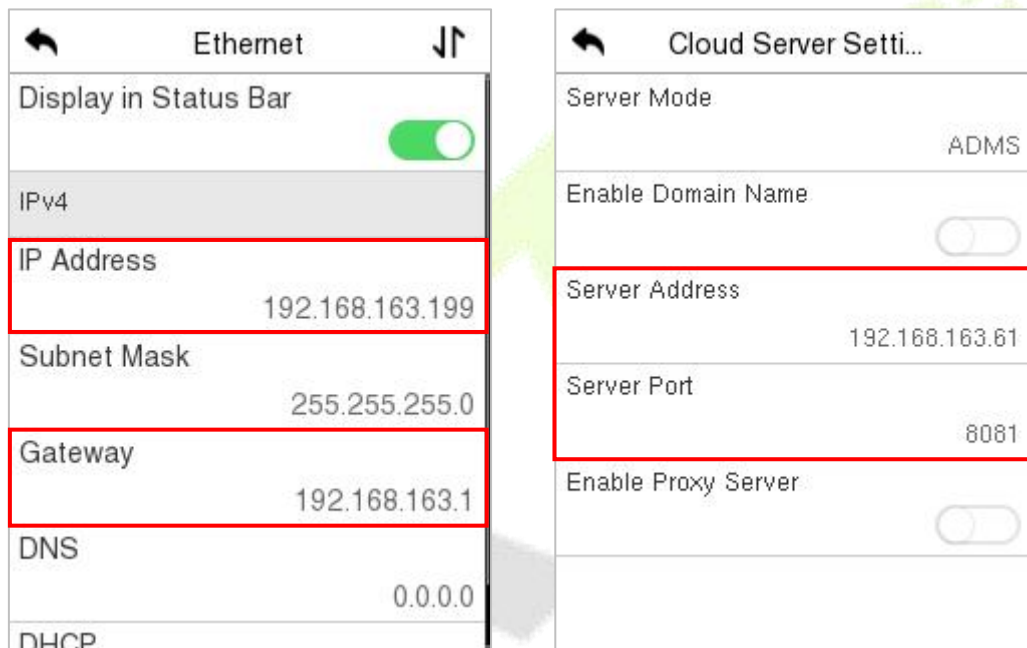 Ethernet
Display in Status Bar
IPv4
IP Address
192.168.163.199
Subnet Mask
255.255.255.0
Gateway
192.168.163.1
DNS
0.0.0.0
DHCP
Cloud Server Setti...
Server Mode
ADMS
Enable Domain Name
Server Address
192.168.163.61
Server Port
8081
Enable Proxy Server